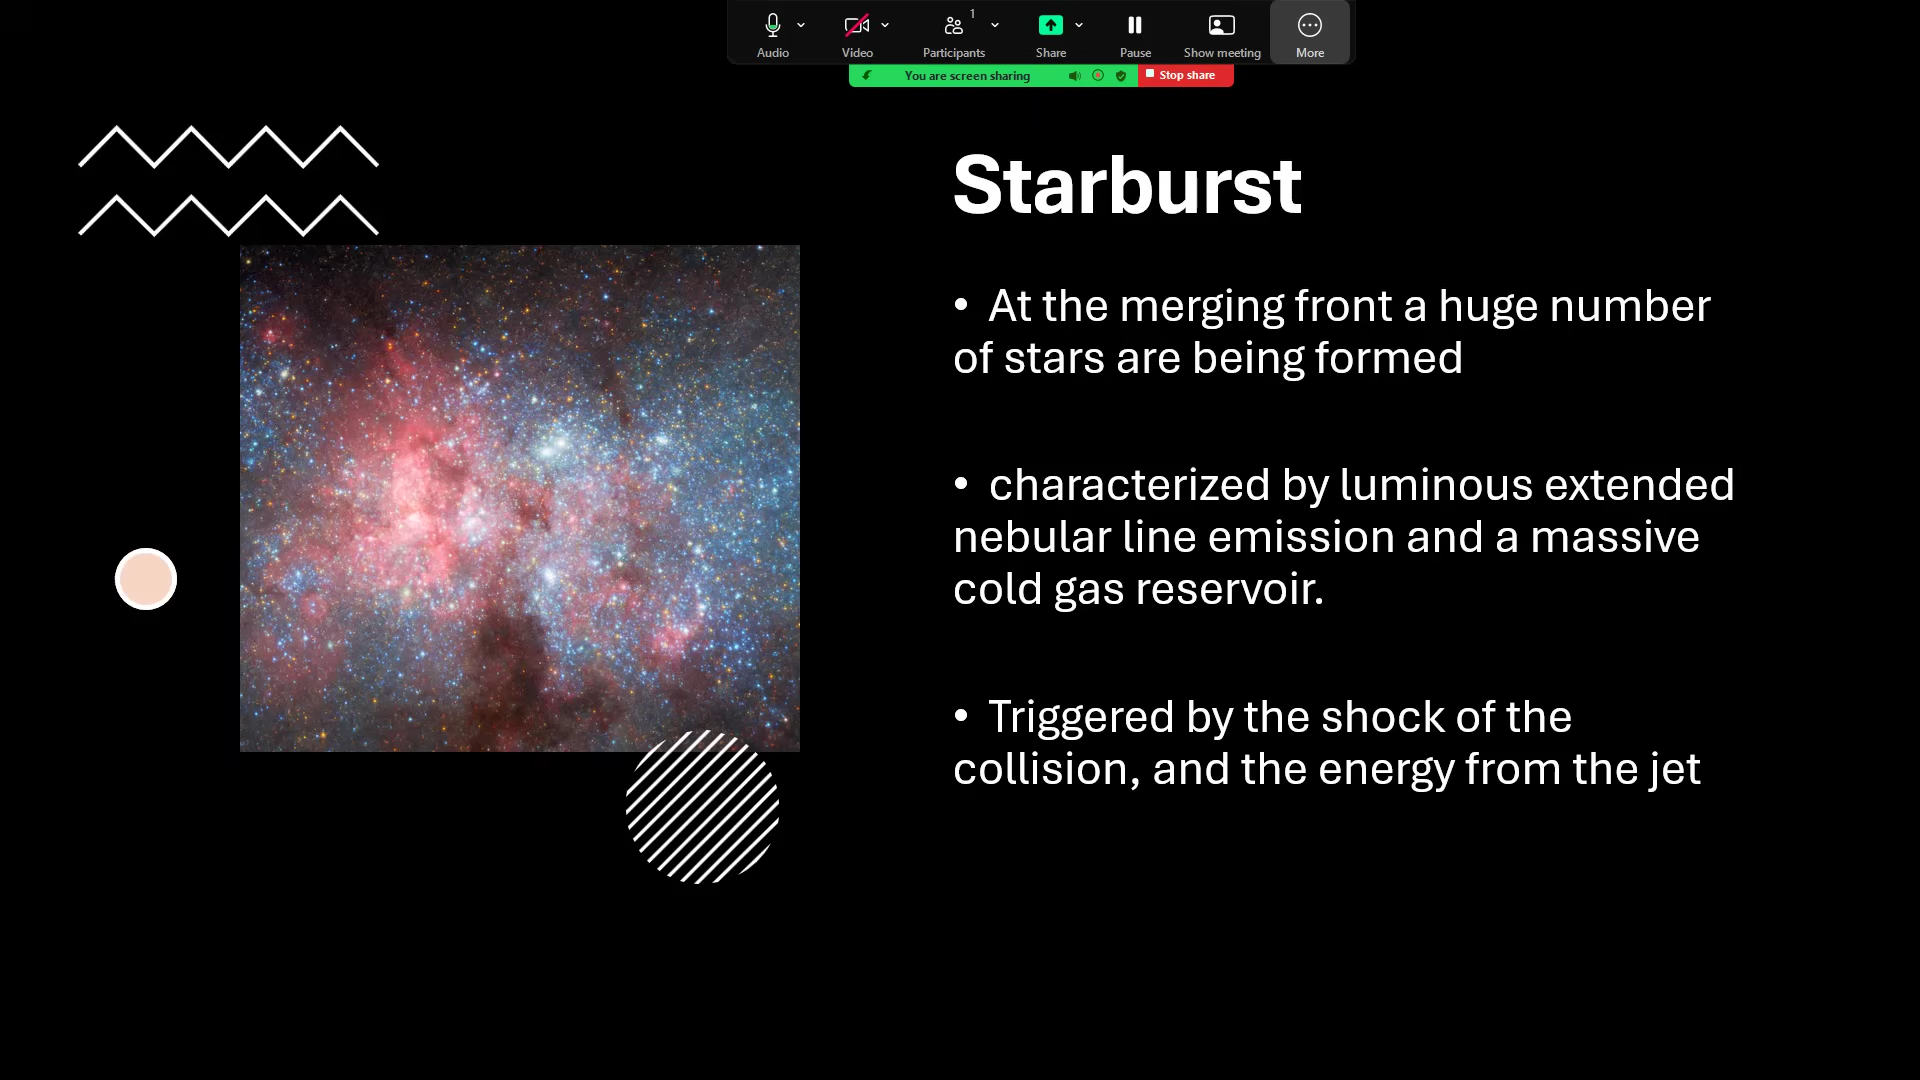 1
Audio
Video
Participants
Share
Pause
Show meeting
More
You are screen sharing
Stop share
Starburst
• At the merging front a huge number
of stars are being formed
• characterized by luminous extended
nebular line emission and a massive
cold gas reservoir.
• Triggered by the shock of the
collision, and the energy from the jet